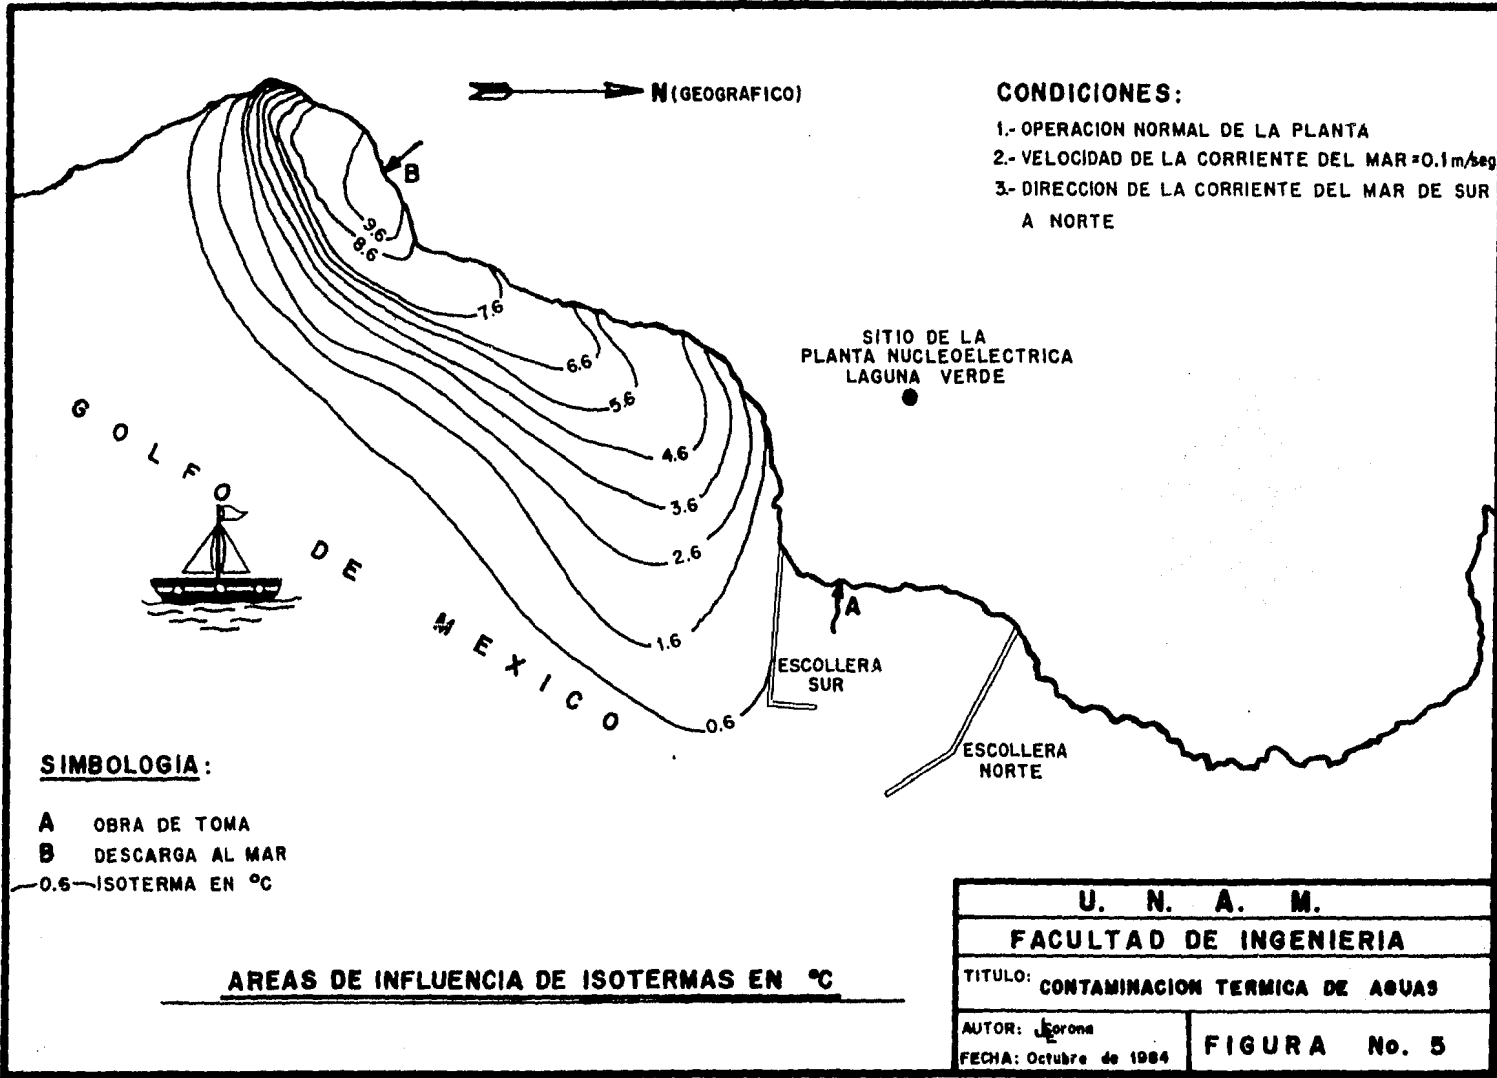 N (GEOGRAFICO)
CONDICIONES:
1.- OPERACION NORMAL DE LA PLANTA
2.- VELOCIDAD DE LA CORRIENTE DEL MAR = 0.1 m/seg
3.- DIRECCION DE LA CORRIENTE DEL MAR DE SUR
A NORTE
B
9.6
8.6
7.6
6.6
5.6
4.6
3.6
2.6
1.6
0.6
SITIO DE LA
PLANTA NUCLEOELECTRICA
LAGUNA VERDE
GOLFO DE MEXICO
A
ESCOLLERA
SUR
ESCOLLERA
NORTE
SIMBOLOGIA:
A OBRA DE TOMA
B DESCARGA AL MAR
0.6 ISOTERMA EN °C
AREAS DE INFLUENCIA DE ISOTERMAS EN °C
U. N. A. M.
FACULTAD DE INGENIERIA
TITULO: CONTAMINACION TERMICA DE AGUAS
AUTOR: JEorona
FECHA: Octubre de 1984
FIGURA No. 5